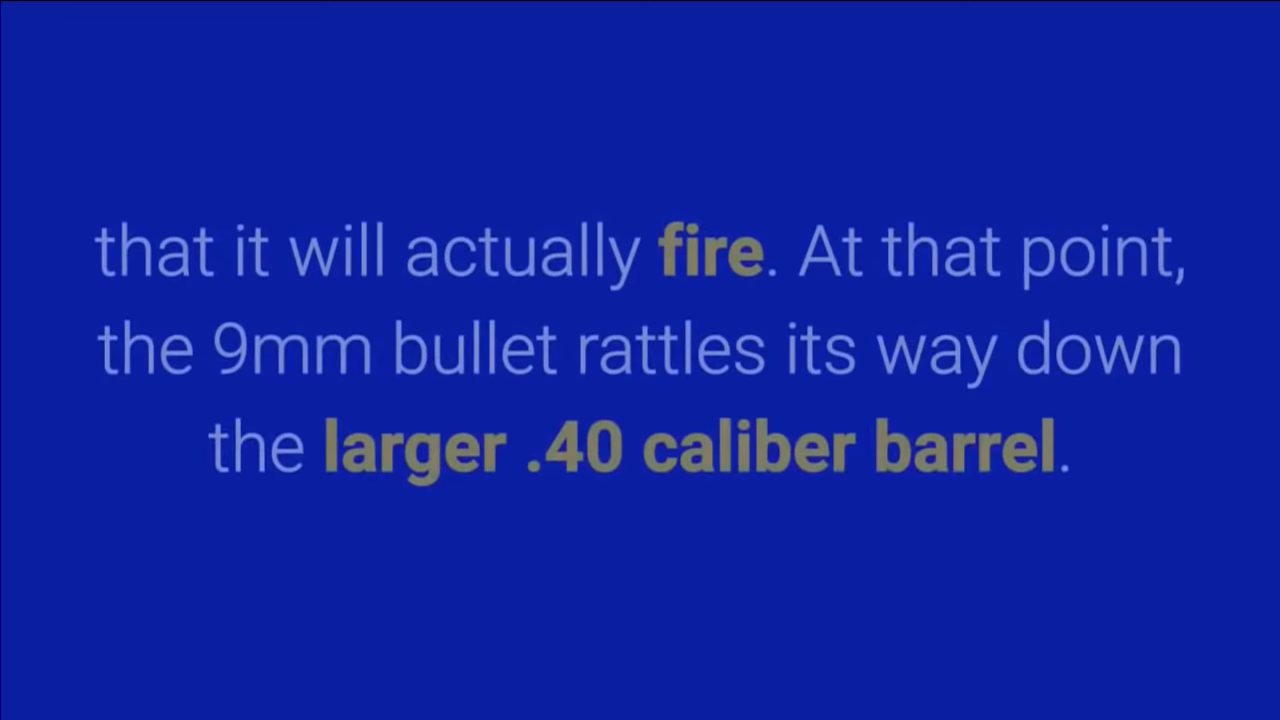 that it will actually fire. At that point,
the 9mm bullet rattles its way down
the larger .40 caliber barrel.